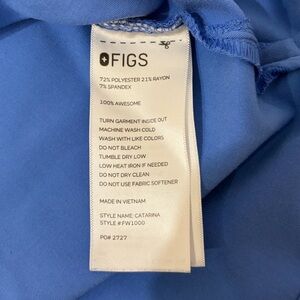 FIGS
72% POLYESTER 21% RAYON
7% SPANDEX
100% AWESOME
TURN GARMENT INSIDE OUT
MACHINE WASH COLD
WASH WITH LIKE COLORS
DO NOT BLEACH
TUMBLE DRY LOW
LOW HEAT IRON IF NEEDED
DO NOT DRY CLEAN
DO NOT USE FABRIC SOFTENER
MADE IN VIETNAM
STYLE NAME: CATARINA
STYLE # FW1000
PO# 2727